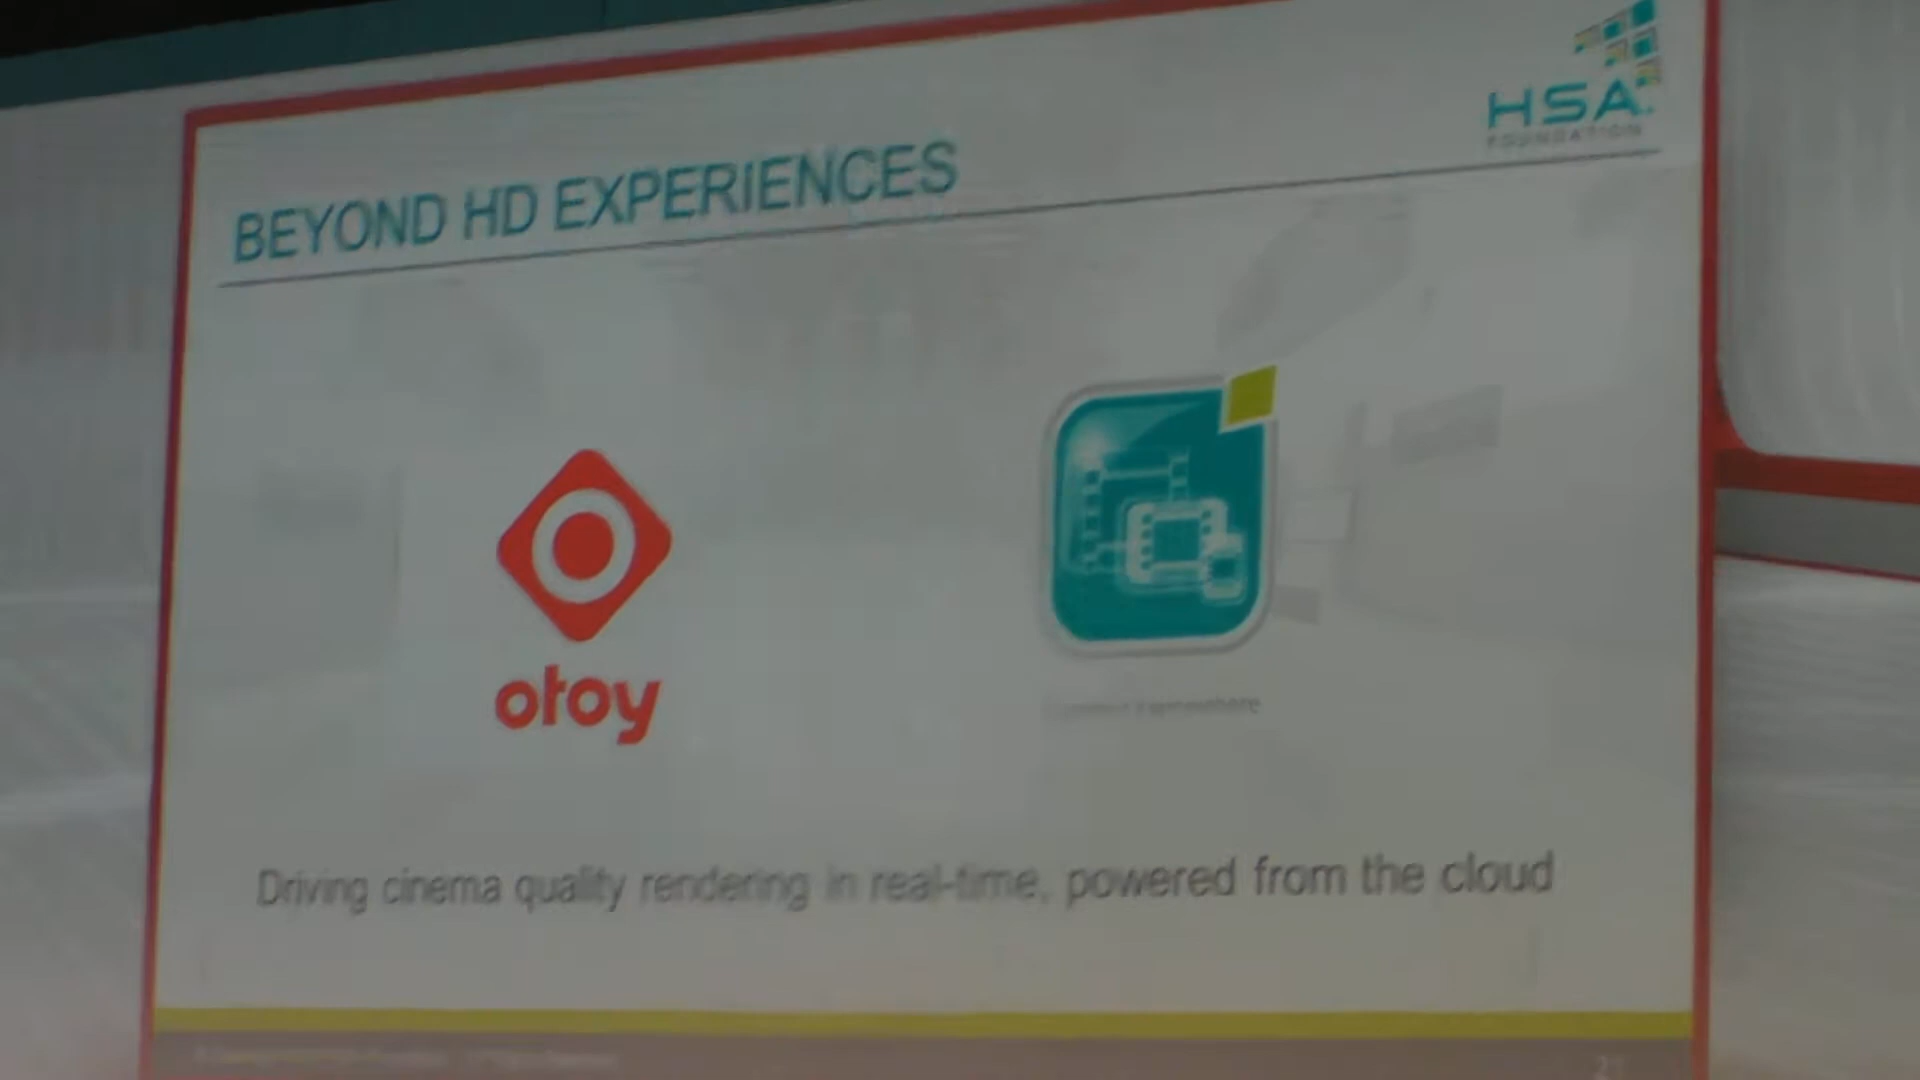 HSA
FOUNDATION
BEYOND HD EXPERIENCES
otoy
Driving cinema quality rendering in real-time, powered from the cloud